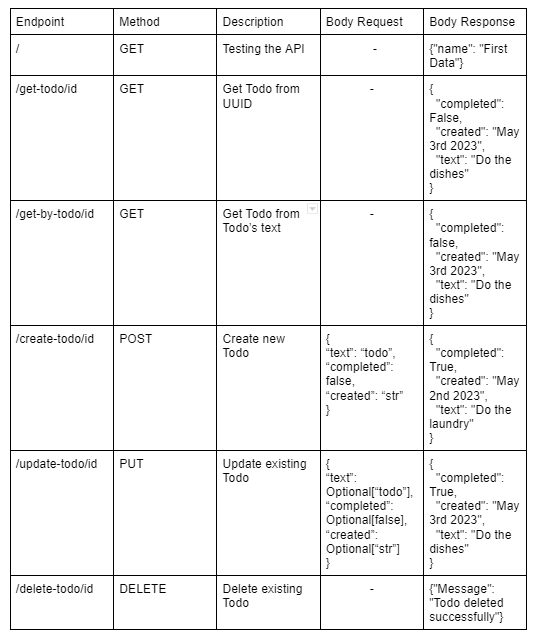 Endpoint Method Description Body Request Body Response
/ GET Testing the API - {"name": "First
Data"}
/get-todo/id GET Get Todo from
UUID
-
{
"completed":
False,
"created": "May
3rd 2023",
"text": "Do the
dishes"
}
/get-by-todo/id GET Get Todo from
Todo's text
-
{
"completed":
false,
"created": "May
3rd 2023",
"text": "Do the
dishes"
}
/create-todo/id POST Create new
Todo
{
“text”: “todo”,
“completed”:
false,
“created”: “str”
}
{
"completed":
True,
"created": "May
2nd 2023",
"text": "Do the
laundry"
}
/update-todo/id PUT Update existing
Todo
{
“text”:
Optional[“todo”],
“completed”:
Optional[false],
“created”:
Optional[“str”]
}
{
"completed":
True,
"created": "May
3rd 2023",
"text": "Do the
dishes"
}
/delete-todo/id DELETE Delete existing
Todo
-
{"Message":
"Todo deleted
successfully"}